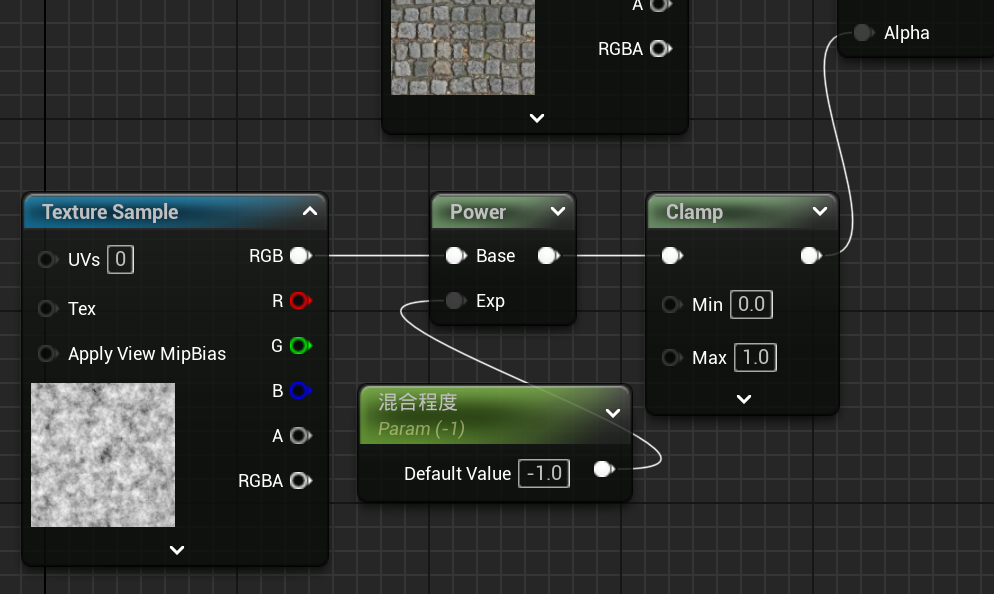 A
RGBA
Alpha
Texture Sample
UVs 0
Tex
Apply View MipBias
RGB
R
G
B
A
RGBA
Power
Base
Exp
Clamp
Min 0.0
Max 1.0
混合程度
Param (-1)
Default Value -1.0